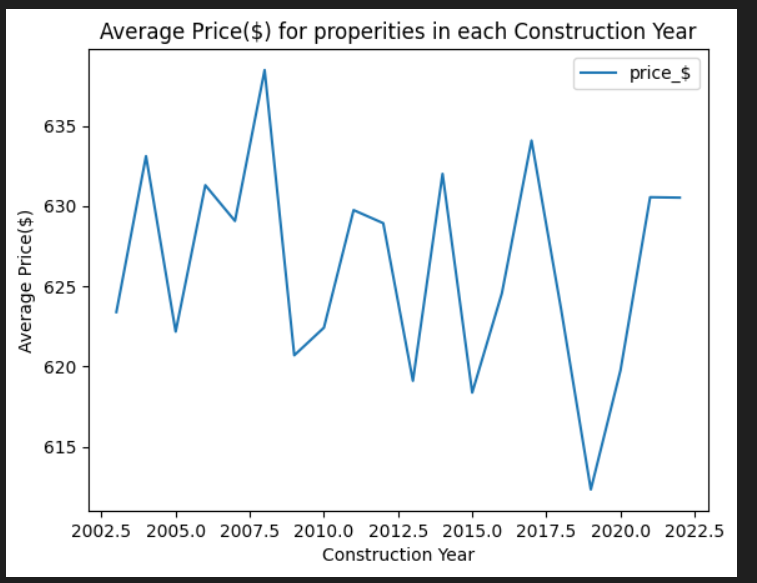 Average Price($) for properities in each Construction Year
price_$
635
630
625
620
615
Average Price($)
2002.5 2005.0 2007.5 2010.0 2012.5 2015.0 2017.5 2020.0 2022.5
Construction Year